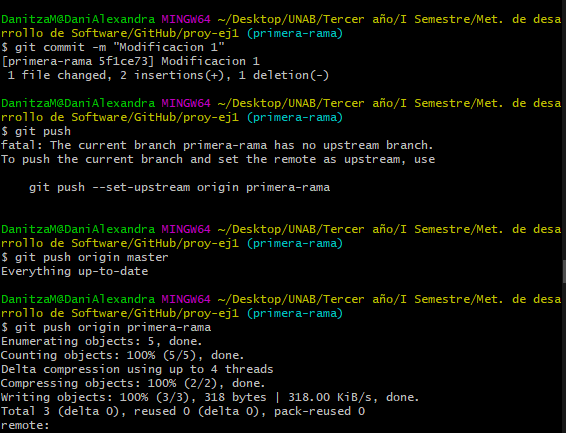 DanitzaM@DaniAlexandra MINGW64 ~/Desktop/UNAB/Tercer año/I Semestre/Met. de desa
rrollo de Software/GitHub/proy-ej1 (primera-rama)
$ git commit -m "Modificacion 1"
[primera-rama 5f1ce73] Modificacion 1
 1 file changed, 2 insertions(+), 1 deletion(-)

DanitzaM@DaniAlexandra MINGW64 ~/Desktop/UNAB/Tercer año/I Semestre/Met. de desa
rrollo de Software/GitHub/proy-ej1 (primera-rama)
$ git push
fatal: The current branch primera-rama has no upstream branch.
To push the current branch and set the remote as upstream, use

    git push --set-upstream origin primera-rama

DanitzaM@DaniAlexandra MINGW64 ~/Desktop/UNAB/Tercer año/I Semestre/Met. de desa
rrollo de Software/GitHub/proy-ej1 (primera-rama)
$ git push origin master
Everything up-to-date

DanitzaM@DaniAlexandra MINGW64 ~/Desktop/UNAB/Tercer año/I Semestre/Met. de desa
rrollo de Software/GitHub/proy-ej1 (primera-rama)
$ git push origin primera-rama
Enumerating objects: 5, done.
Counting objects: 100% (5/5), done.
Delta compression using up to 4 threads
Compressing objects: 100% (2/2), done.
Writing objects: 100% (3/3), 318 bytes | 318.00 KiB/s, done.
Total 3 (delta 0), reused 0 (delta 0), pack-reused 0
remote: